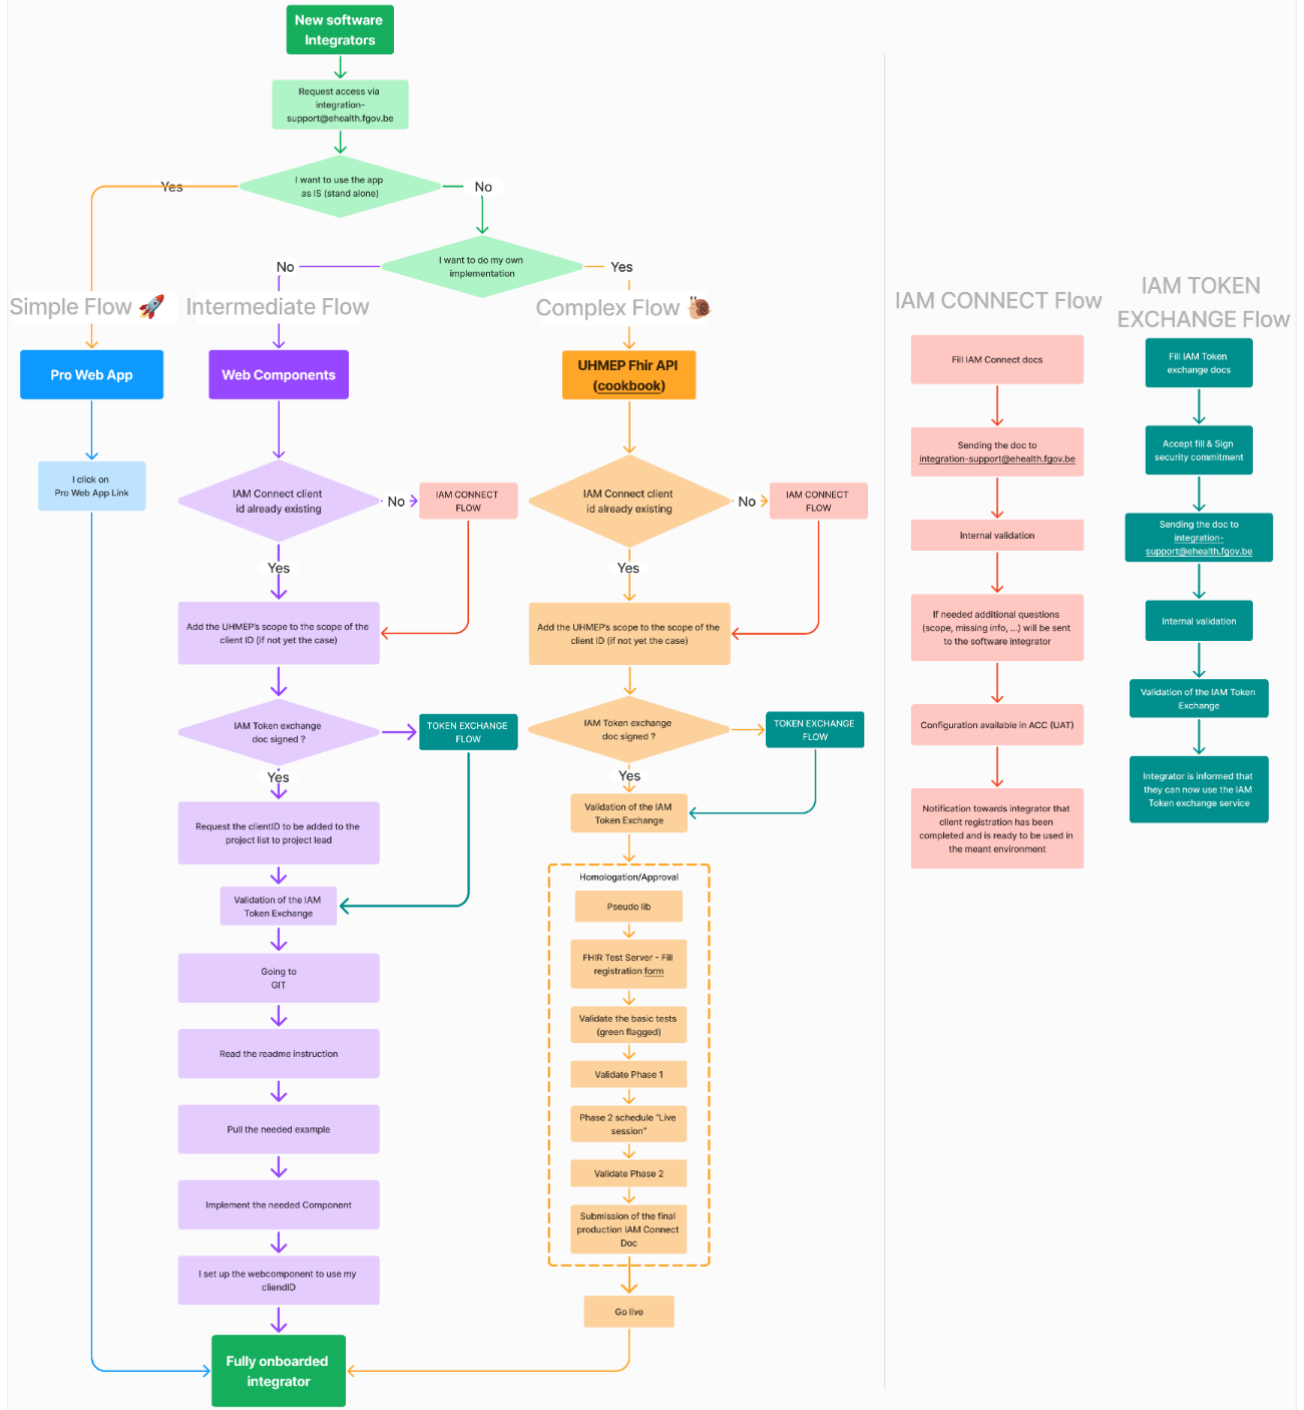 New software
Integrators
Request access via
integration-
support@ehealth.fgov.be
I want to use the app
as IS (stand alone)
Yes
No
I want to do my own
implementation
No
Yes
Simple Flow 🚀
Intermediate Flow
Complex Flow 🐌
Pro Web App
Web Components
UHMEP Fhir API
(cookbook)
I click on
Pro Web App Link
IAM Connect client
id already existing
No
IAM CONNECT
FLOW
Yes
Add the UHMEP's scope to the scope of the
client ID (if not yet the case)
IAM Token exchange
doc signed ?
TOKEN EXCHANGE
FLOW
Yes
Request the clientID to be added to the
project list to project lead
Validation of the IAM
Token Exchange
Going to
GIT
Read the readme instruction
Pull the needed example
Implement the needed Component
I set up the webcomponent to use my
cliendID
Fully onboarded
integrator
IAM Connect client
id already existing
No
IAM CONNECT
FLOW
Yes
Add the UHMEP's scope to the scope of the
client ID (if not yet the case)
IAM Token exchange
doc signed ?
TOKEN EXCHANGE
FLOW
Yes
Validation of the IAM
Token Exchange
Homologation/Approval
Pseudo lib
FHIR Test Server - Fill
registration form
Validate the basic tests
(green flagged)
Validate Phase 1
Phase 2 schedule "Live
session"
Validate Phase 2
Submission of the final
production IAM Connect
Doc
Go live
IAM CONNECT Flow
Fill IAM Connect docs
Sending the doc to
integration-support@ehealth.fgov.be
Internal validation
If needed additional questions
(scope, missing info, ...) will be sent
to the software integrator
Configuration available in ACC (UAT)
Notification towards integrator that
client registration has been
completed and is ready to be used in
the meant environment
IAM TOKEN
EXCHANGE Flow
Fill IAM Token
exchange docs
Accept fill & Sign
security commitment
Sending the doc to
integration-
support@ehealth.fgov.be
Internal validation
Validation of the IAM Token
Exchange
Integrator is informed that
they can now use the IAM
Token exchange service